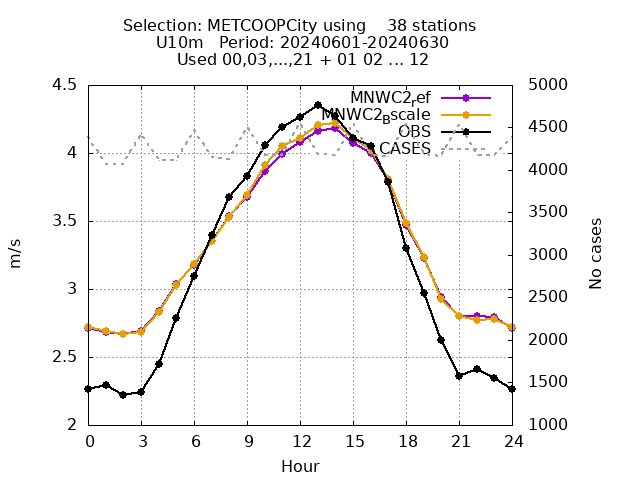 Selection: METCOOPCity using 38 stations
U10m Period: 20240601-20240630
Used 00,03,...,21 + 01 02 ... 12
4.5 5000
MNWC2ref
MNWC2Bscale
4500
OBS
4 CASES
4000
3.5 3500
3000
3 2500
2.5 2000
1500
2 1000
0 3 6 9 12 15 18 21 24
Hour
m/s
No cases